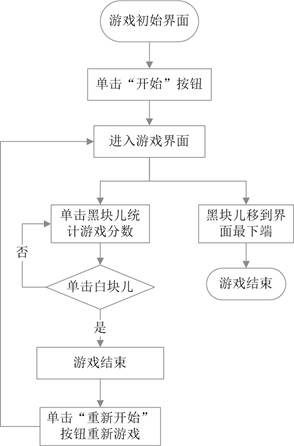 游戏初始界面
单击“开始”按钮
进入游戏界面
单击黑块儿统
计游戏分数
黑块儿移到界
面最下端
否
单击白块儿
游戏结束
是
游戏结束
单击“重新开始”
按钮重新游戏